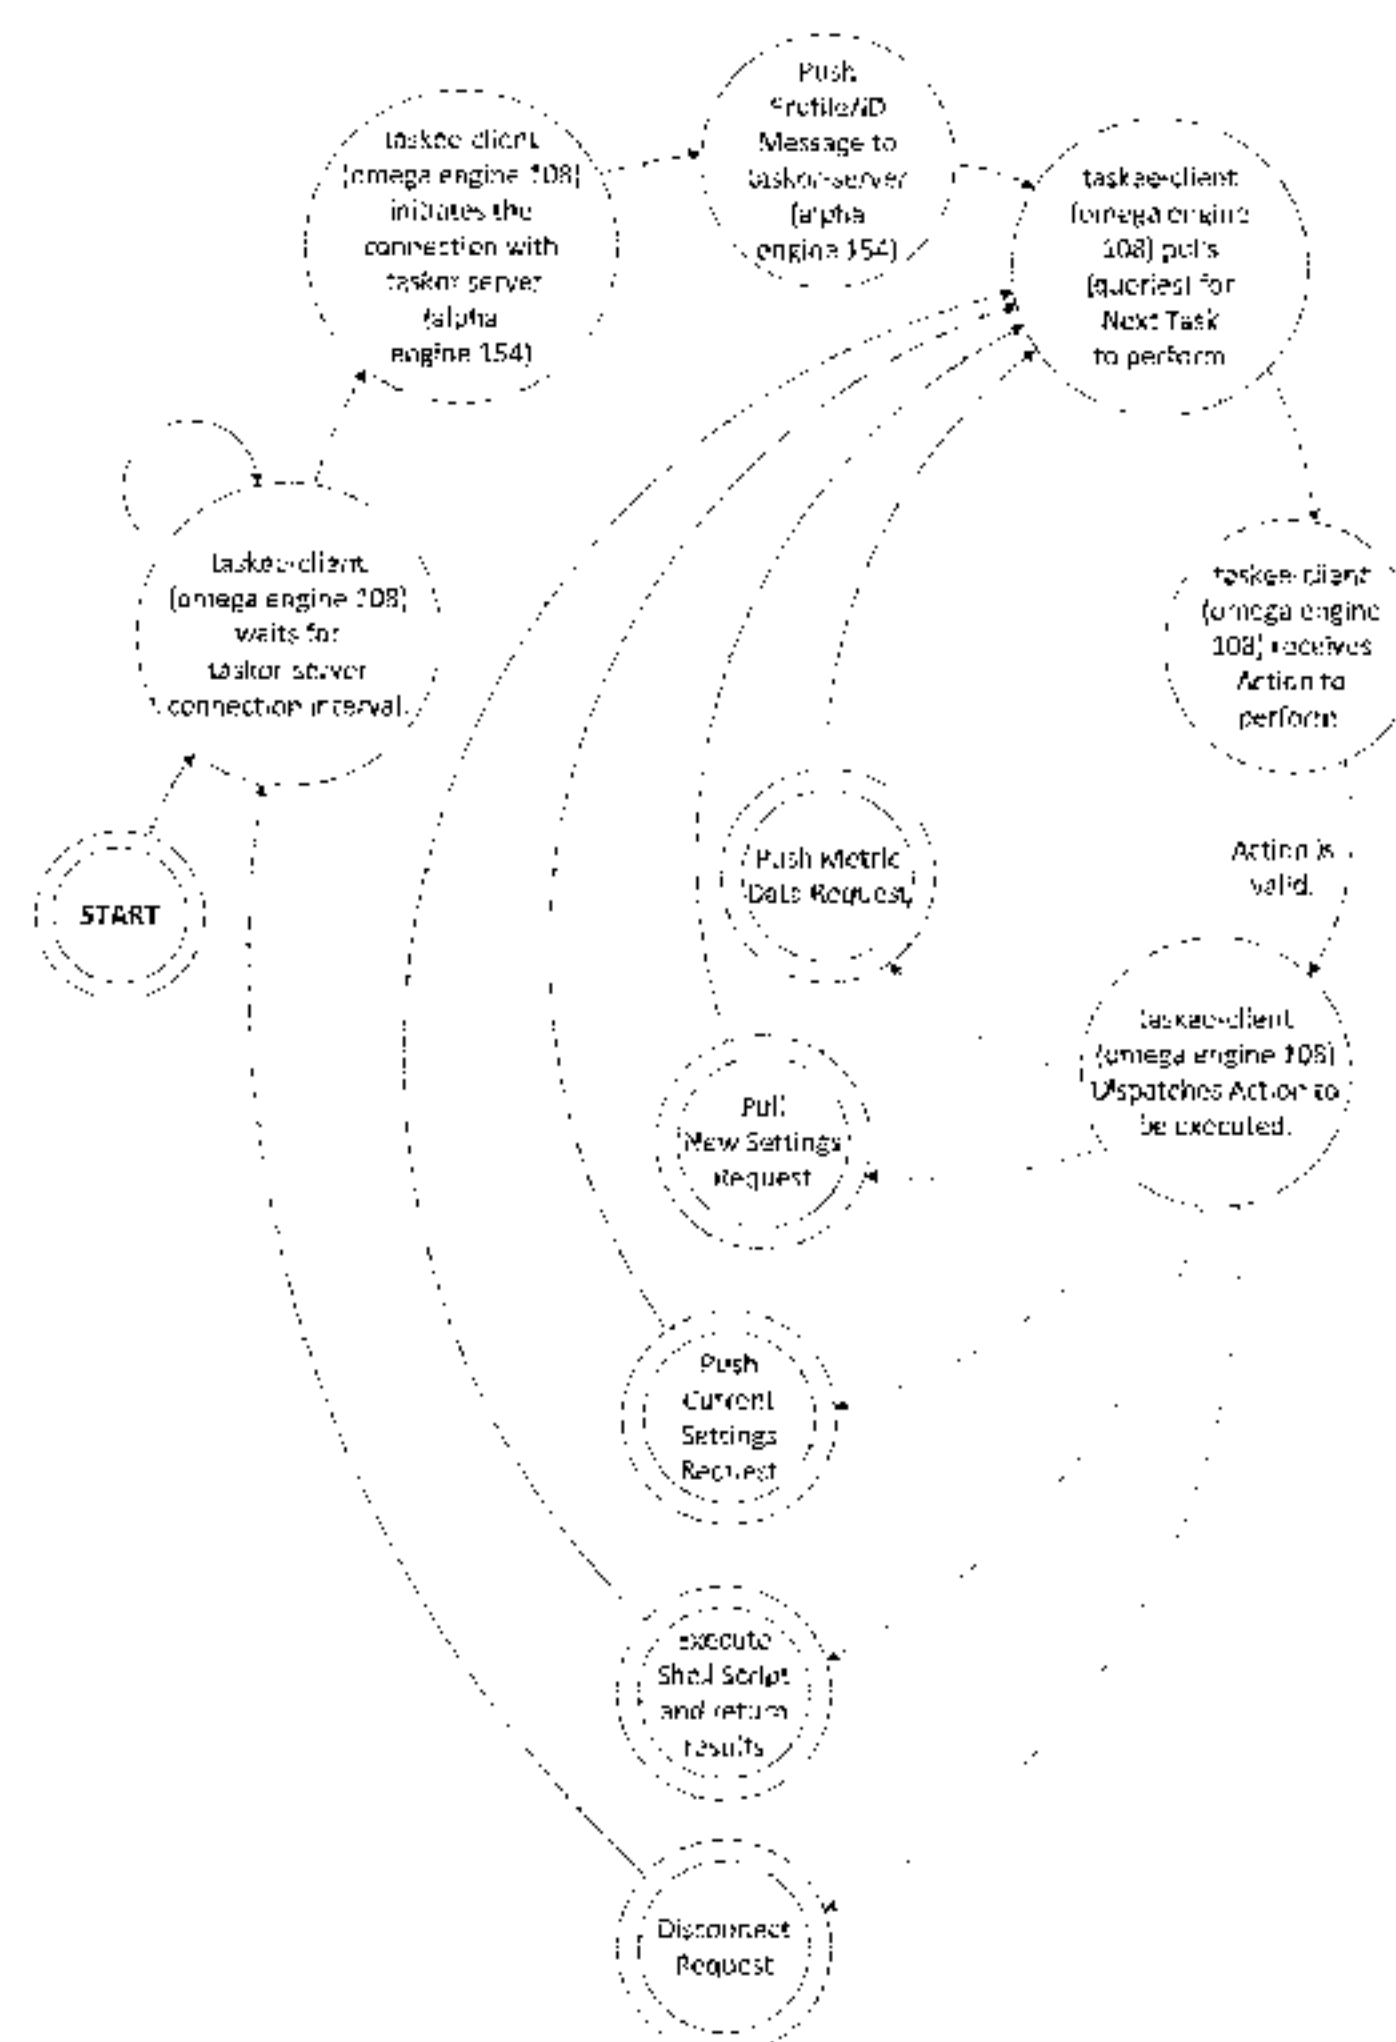 Push
Profile/ID
Message to
taskor-server
(alpha
engine 154)
taskee-client
(omega engine 108)
initiates the
connection with
taskor server
(alpha
engine 154)
taskee-client
(omega engine
108) pulls
(queries) for
Next Task
to perform
taskee-client
(omega engine 108)
waits for
taskor-server
connection interval.
taskee-client
(omega engine
108) receives
Action to
perform
START
Push Metric
Data Request
Action is
valid.
taskee-client
(omega engine 108)
Dispatches Action to
be executed.
Pull
New Settings
Request
Push
Current
Settings
Request
execute
Shell Script
and return
results
Disconnect
Request